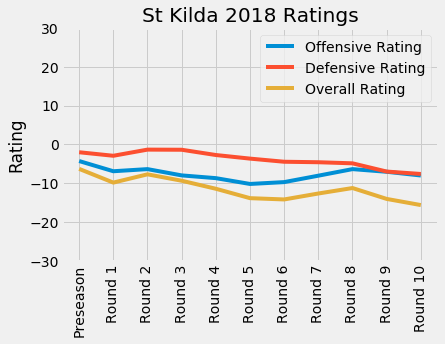 St Kilda 2018 Ratings
Offensive Rating
Defensive Rating
Overall Rating
Rating
30
20
10
0
−10
−20
−30
Preseason
Round 1
Round 2
Round 3
Round 4
Round 5
Round 6
Round 7
Round 8
Round 9
Round 10